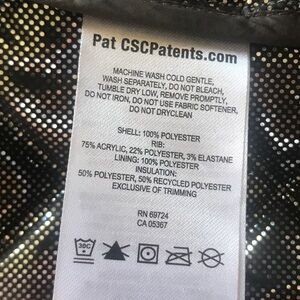 Pat CSCPatents.com
MACHINE WASH COLD GENTLE,
WASH SEPARATELY, DO NOT BLEACH,
TUMBLE DRY LOW, REMOVE PROMPTLY,
DO NOT IRON, DO NOT USE FABRIC SOFTENER,
DO NOT DRYCLEAN
SHELL: 100% POLYESTER
RIB:
75% ACRYLIC, 22% POLYESTER, 3% ELASTANE
LINING: 100% POLYESTER
INSULATION:
50% POLYESTER, 50% RECYCLED POLYESTER
EXCLUSIVE OF TRIMMING
RN 69724
CA 05367
30C